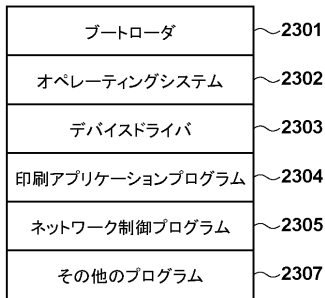 ブートローダ 2301
オペレーティングシステム 2302
デバイスドライバ 2303
印刷アプリケーションプログラム 2304
ネットワーク制御プログラム 2305
その他のプログラム 2307